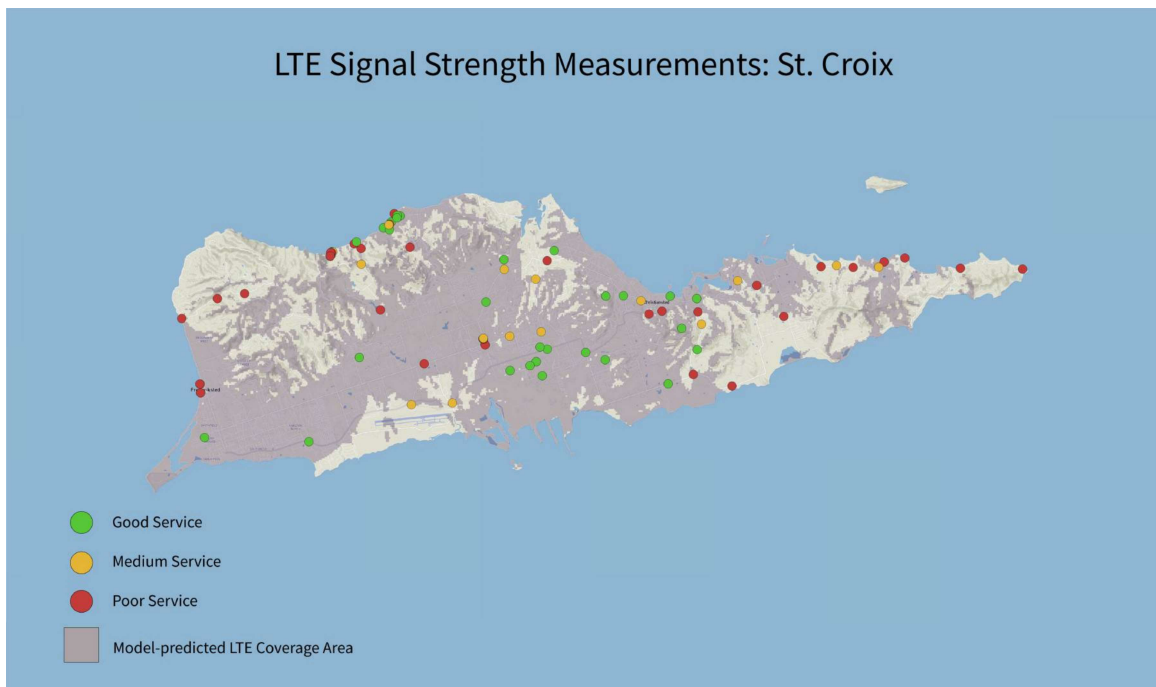 LTE Signal Strength Measurements: St. Croix
Good Service
Medium Service
Poor Service
Model-predicted LTE Coverage Area